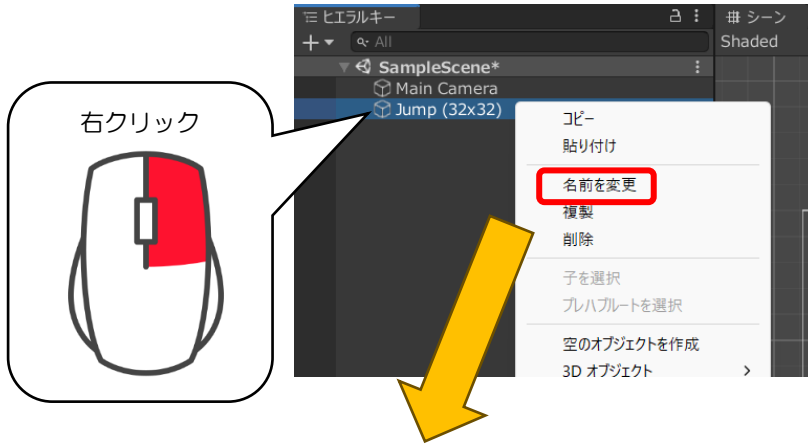 ヒエラルキー
# シーン
All
Shaded
SampleScene*
Main Camera
Jump (32x32)
右クリック
コピー
貼り付け
名前を変更
複製
削除
子を選択
プレハブルートを選択
空のオブジェクトを作成
3D オブジェクト >